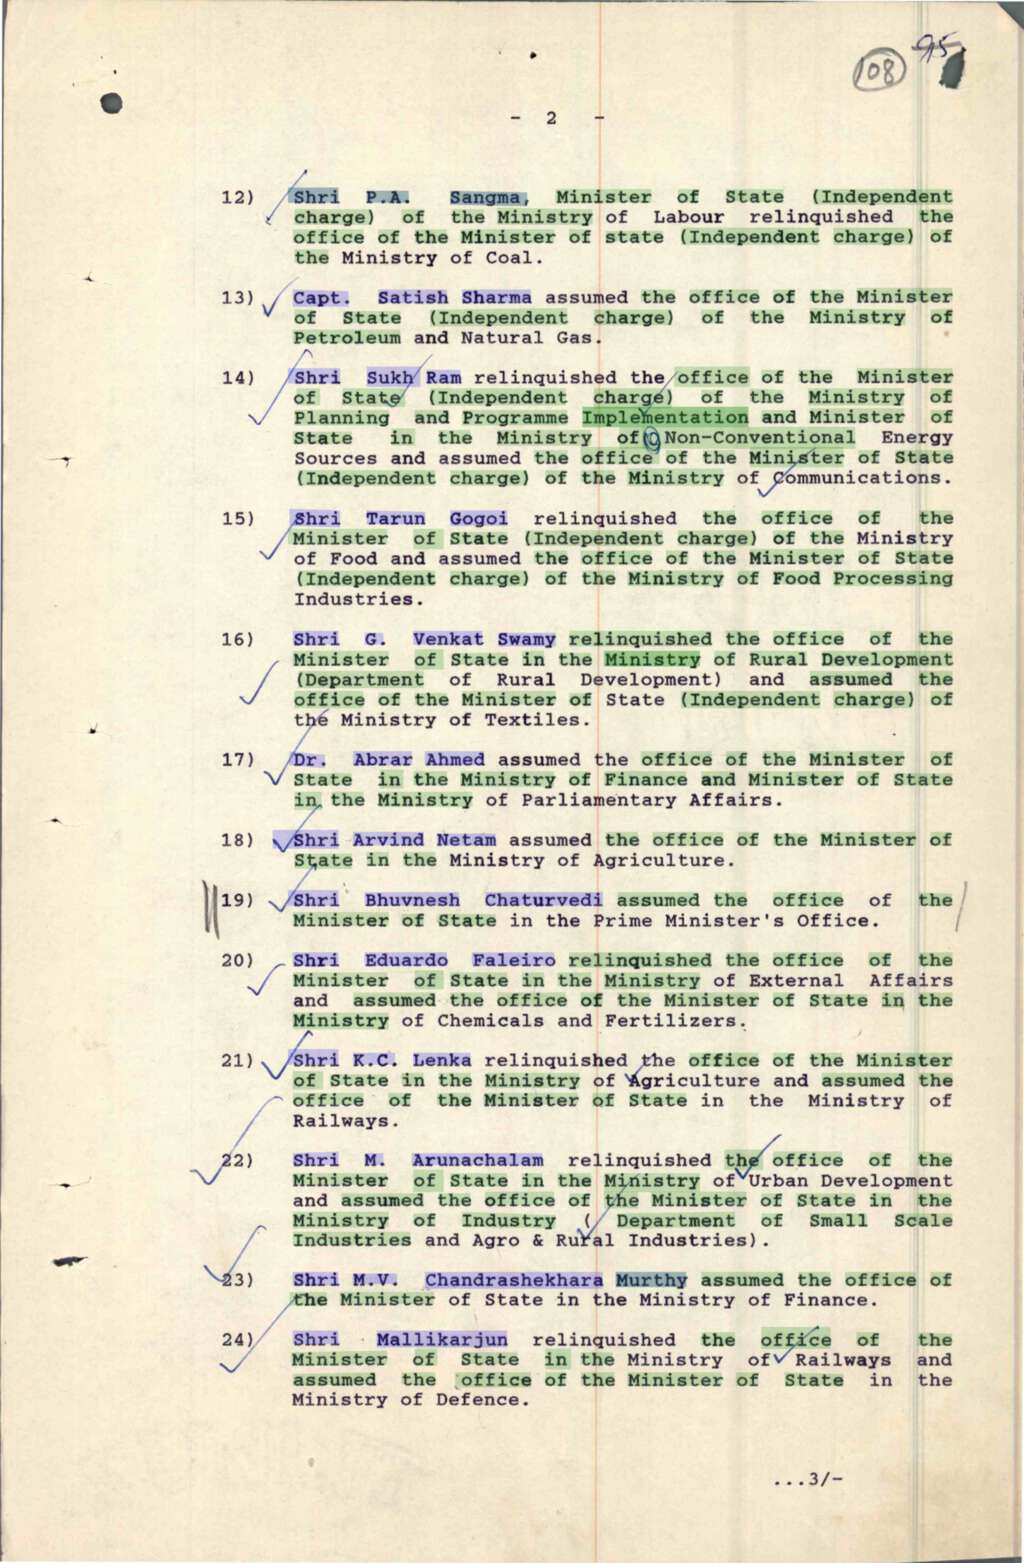 108
95
- 2 -
12) Shri P.A. Sangma, Minister of State (Independent
charge) of the Ministry of Labour relinquished the
office of the Minister of state (Independent charge) of
the Ministry of Coal.
13) Capt. Satish Sharma assumed the office of the Minister
of State (Independent charge) of the Ministry of
Petroleum and Natural Gas.
14) Shri Sukh Ram relinquished the office of the Minister
of State (Independent charge) of the Ministry of
Planning and Programme Implementation and Minister of
State in the Ministry of Non-Conventional Energy
Sources and assumed the office of the Minister of State
(Independent charge) of the Ministry of Communications.
15) Shri Tarun Gogoi relinquished the office of the
Minister of State (Independent charge) of the Ministry
of Food and assumed the office of the Minister of State
(Independent charge) of the Ministry of Food Processing
Industries.
16) Shri G. Venkat Swamy relinquished the office of the
Minister of State in the Ministry of Rural Development
(Department of Rural Development) and assumed the
office of the Minister of State (Independent charge) of
the Ministry of Textiles.
17) Dr. Abrar Ahmed assumed the office of the Minister of
State in the Ministry of Finance and Minister of State
in the Ministry of Parliamentary Affairs.
18) Shri Arvind Netam assumed the office of the Minister of
State in the Ministry of Agriculture.
19) Shri Bhuvnesh Chaturvedi assumed the office of the
Minister of State in the Prime Minister's Office.
20) Shri Eduardo Faleiro relinquished the office of the
Minister of State in the Ministry of External Affairs
and assumed the office of the Minister of State in the
Ministry of Chemicals and Fertilizers.
21) Shri K.C. Lenka relinquished the office of the Minister
of State in the Ministry of Agriculture and assumed the
office of the Minister of State in the Ministry of
Railways.
22) Shri M. Arunachalam relinquished the office of the
Minister of State in the Ministry of Urban Development
and assumed the office of the Minister of State in the
Ministry of Industry ( Department of Small Scale
Industries and Agro & Rural Industries).
23) Shri M.V. Chandrashekhara Murthy assumed the office of
the Minister of State in the Ministry of Finance.
24) Shri Mallikarjun relinquished the office of the
Minister of State in the Ministry of Railways and
assumed the office of the Minister of State in the
Ministry of Defence.
...3/-